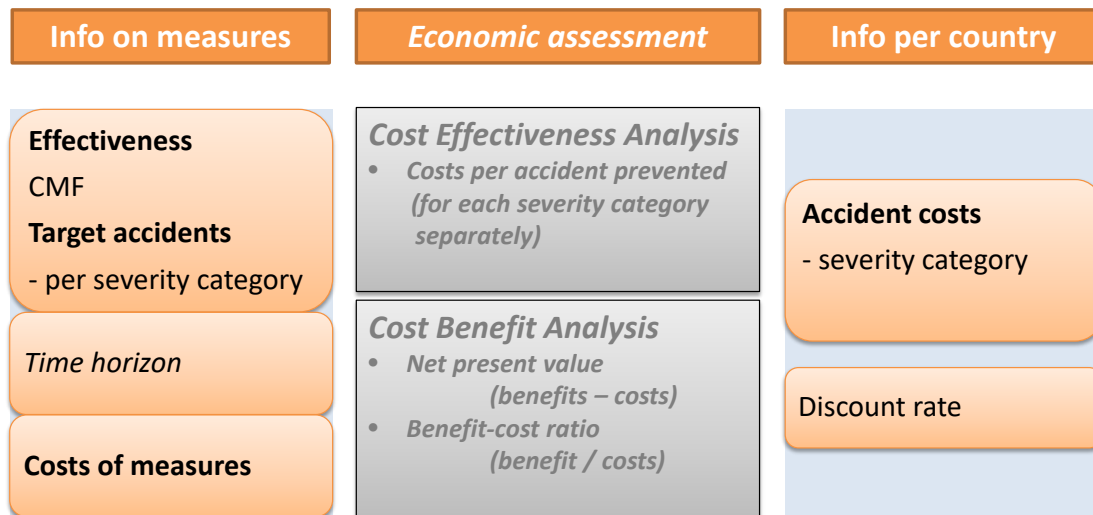 Info on measures
Effectiveness
CMF
Target accidents
- per severity category
Time horizon
Costs of measures
Economic assessment
Cost Effectiveness Analysis
• Costs per accident prevented
(for each severity category
separately)
Cost Benefit Analysis
• Net present value
(benefits – costs)
• Benefit-cost ratio
(benefit / costs)
Info per country
Accident costs
- severity category
Discount rate